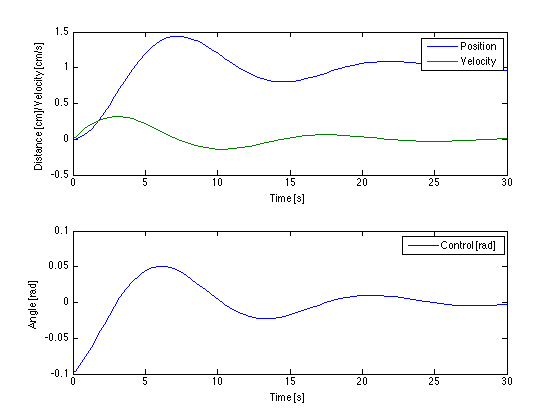 1.5
1
0.5
0
-0.5
Distance [cm]/Velocity [cm/s]
Position
Velocity
0 5 10 15 20 25 30
Time [s]
0.1
0.05
0
-0.05
-0.1
Angle [rad]
Control [rad]
0 5 10 15 20 25 30
Time [s]